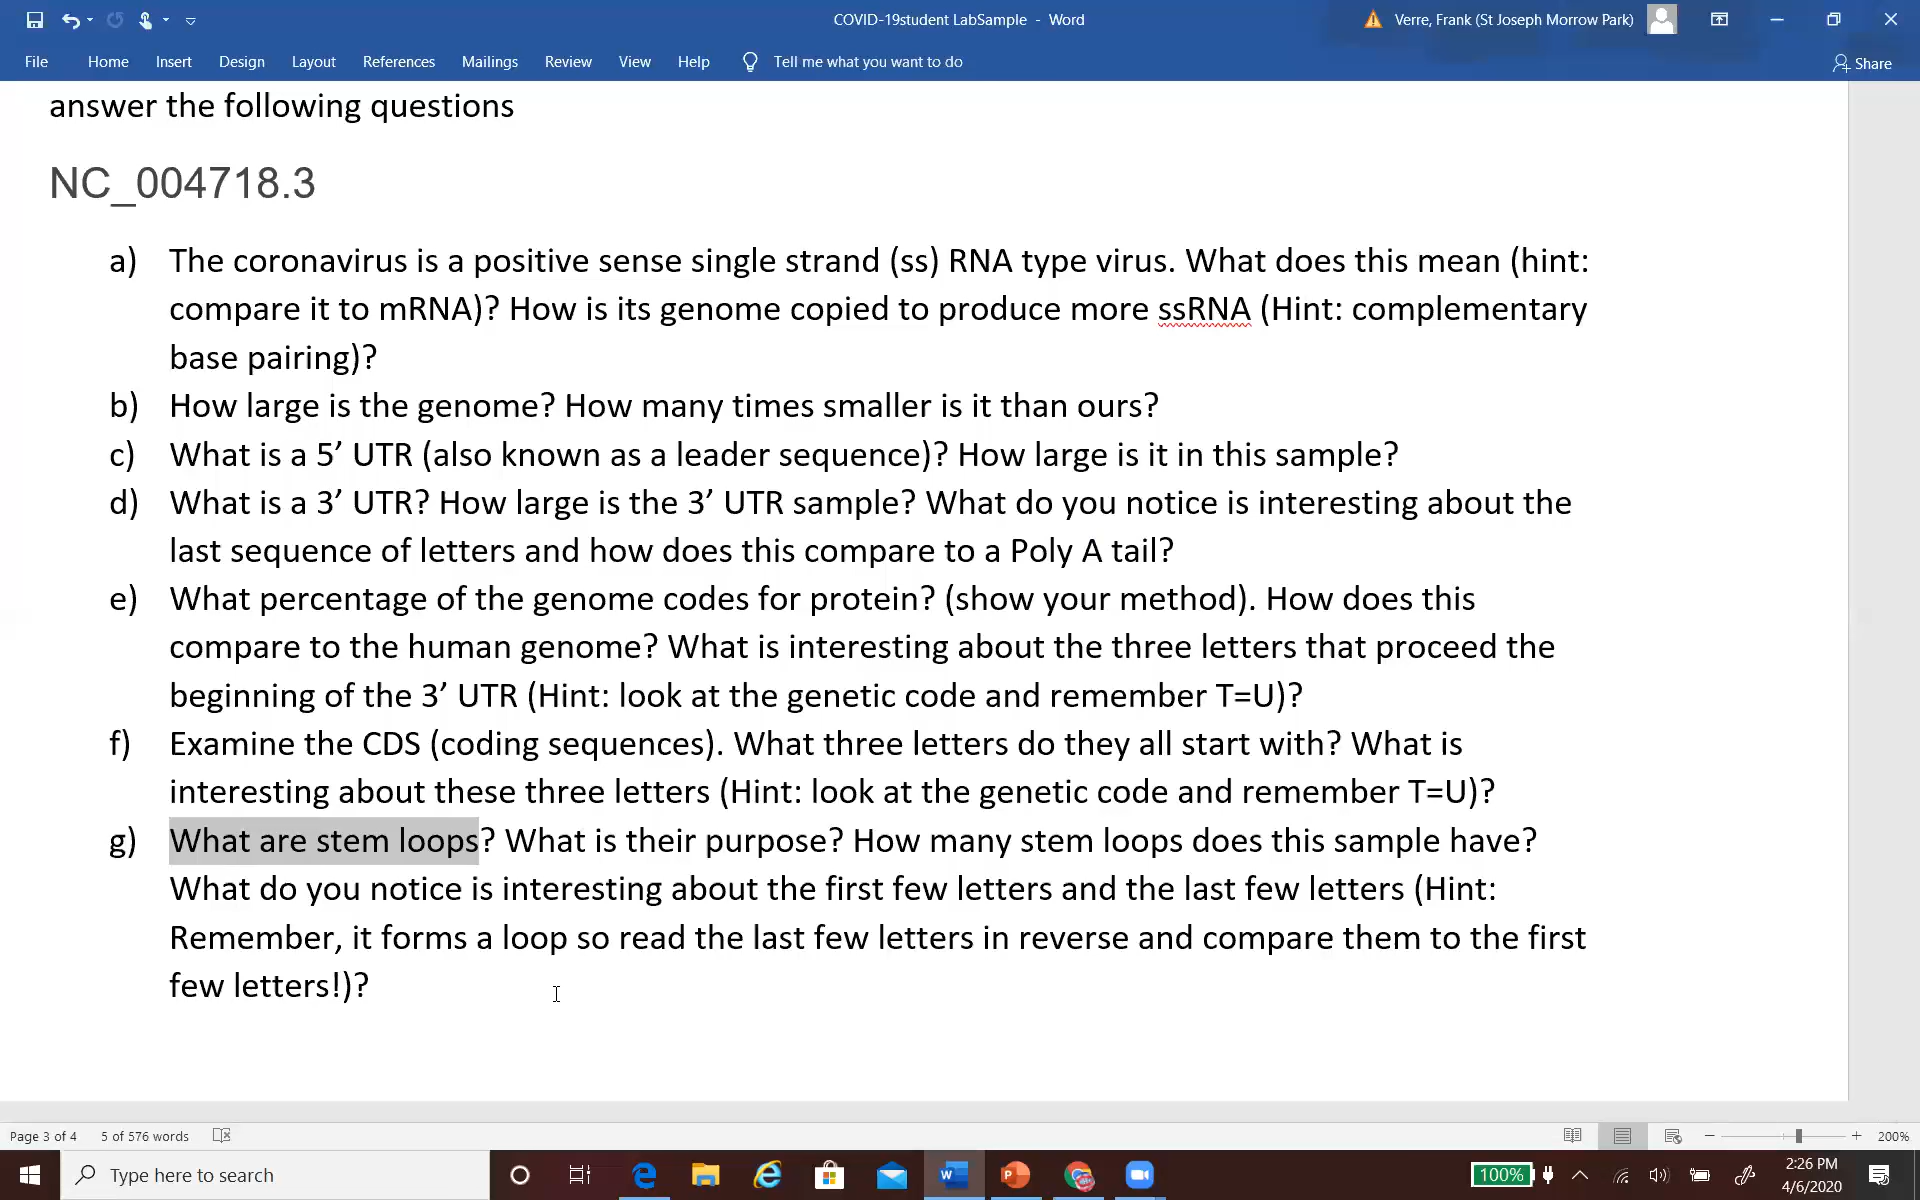 COVID-19student LabSample - Word
Verre, Frank (St Joseph Morrow Park)
File Home Insert Design Layout References Mailings Review View Help Tell me what you want to do
Share
answer the following questions
NC_004718.3
a) The coronavirus is a positive sense single strand (ss) RNA type virus. What does this mean (hint:
compare it to mRNA)? How is its genome copied to produce more ssRNA (Hint: complementary
base pairing)?
b) How large is the genome? How many times smaller is it than ours?
c) What is a 5’ UTR (also known as a leader sequence)? How large is it in this sample?
d) What is a 3’ UTR? How large is the 3’ UTR sample? What do you notice is interesting about the
last sequence of letters and how does this compare to a Poly A tail?
e) What percentage of the genome codes for protein? (show your method). How does this
compare to the human genome? What is interesting about the three letters that proceed the
beginning of the 3’ UTR (Hint: look at the genetic code and remember T=U)?
f) Examine the CDS (coding sequences). What three letters do they all start with? What is
interesting about these three letters (Hint: look at the genetic code and remember T=U)?
g) What are stem loops? What is their purpose? How many stem loops does this sample have?
What do you notice is interesting about the first few letters and the last few letters (Hint:
Remember, it forms a loop so read the last few letters in reverse and compare them to the first
few letters!)?
Page 3 of 4 5 of 576 words
200%
Type here to search
100%
2:26 PM
4/6/2020